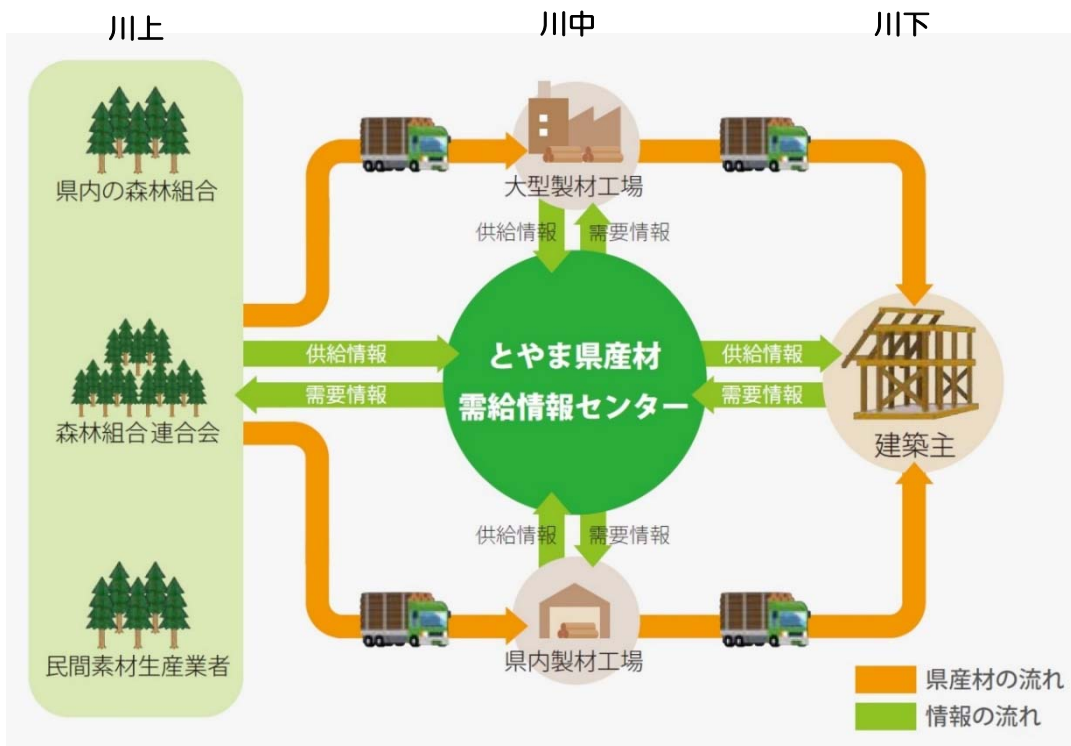 川上
川中
川下
県内の森林組合
大型製材工場
供給情報
需要情報
供給情報
需要情報
とやま県産材
需給情報センター
供給情報
需要情報
森林組合連合会
建築主
供給情報
需要情報
民間素材生産業者
県内製材工場
県産材の流れ
情報の流れ